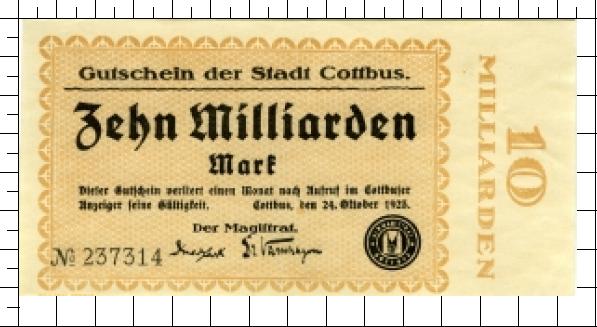 Gutschein der Stadt Cottbus.
Zehn Milliarden
Mark
Dieser Gutschein verliert einen Monat nach Aufruf im Cottbuser
Anzeiger seine Gültigkeit. Cottbus, den 24. Oktober 1923.
Der Magistrat.
№ 237314
10
MILLIARDEN